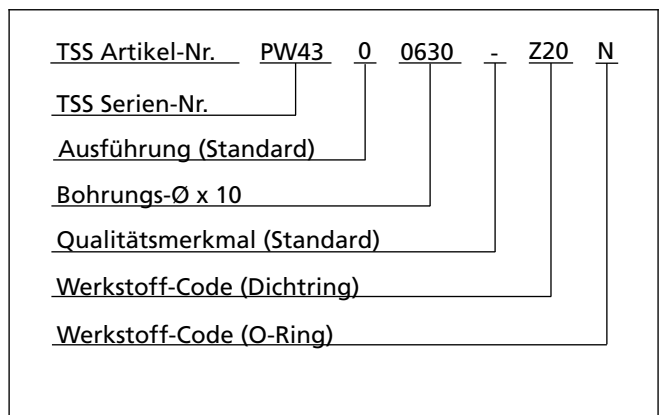 TSS Artikel-Nr. PW43 0 0630 - Z20 N
TSS Serien-Nr.
Ausführung (Standard)
Bohrungs-Ø x 10
Qualitätsmerkmal (Standard)
Werkstoff-Code (Dichtring)
Werkstoff-Code (O-Ring)